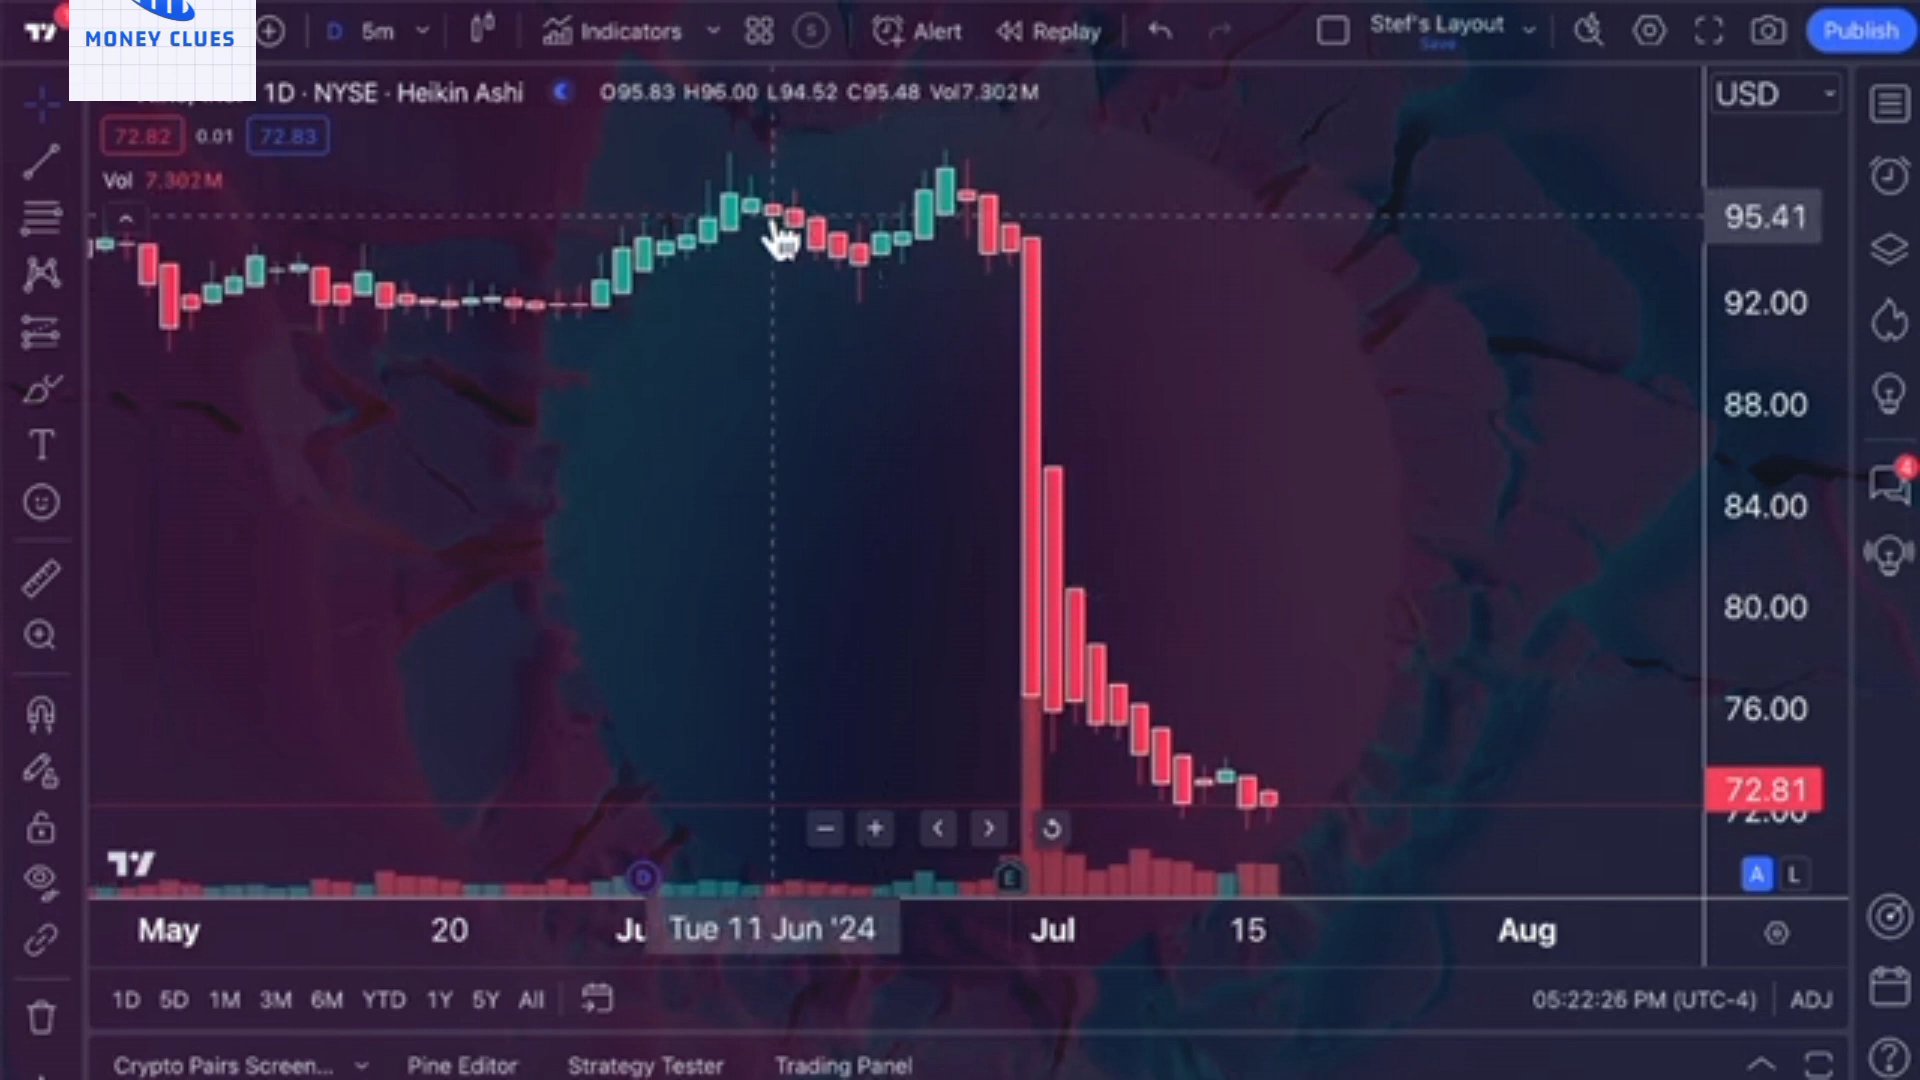 MONEY CLUES
D 5m Indicators S Alert Replay Stef's Layout Publish
Save
1D · NYSE · Heikin Ashi O95.83 H96.00 L94.52 C95.48 Vol7.302M USD
72.82 0.01 72.83
Vol 7.302M
95.41
92.00
88.00
4
84.00
80.00
76.00
72.81
72.00
D E A L
May 20 Tue 11 Jun '24 Jul 15 Aug
1D 5D 1M 3M 6M YTD 1Y 5Y All 05:22:26 PM (UTC-4) ADJ
Crypto Pairs Screen... Pine Editor Strategy Tester Trading Panel